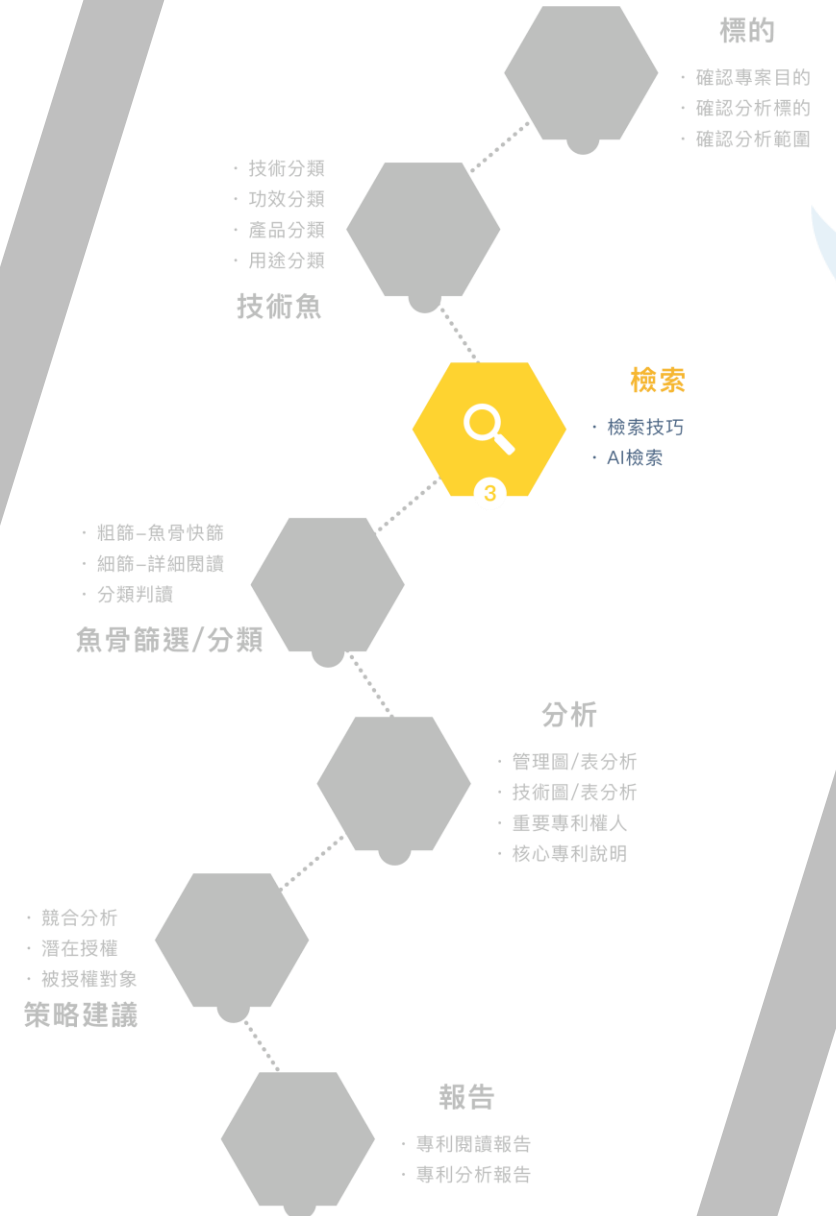 標的
· 確認專案目的
· 確認分析標的
· 確認分析範圍
· 技術分類
· 功效分類
· 產品分類
· 用途分類
技術魚
檢索
· 檢索技巧
· AI檢索
3
· 粗篩–魚骨快篩
· 細篩–詳細閱讀
· 分類判讀
魚骨篩選/分類
分析
· 管理圖/表分析
· 技術圖/表分析
· 重要專利權人
· 核心專利說明
· 競合分析
· 潛在授權
· 被授權對象
策略建議
報告
· 專利閱讀報告
· 專利分析報告